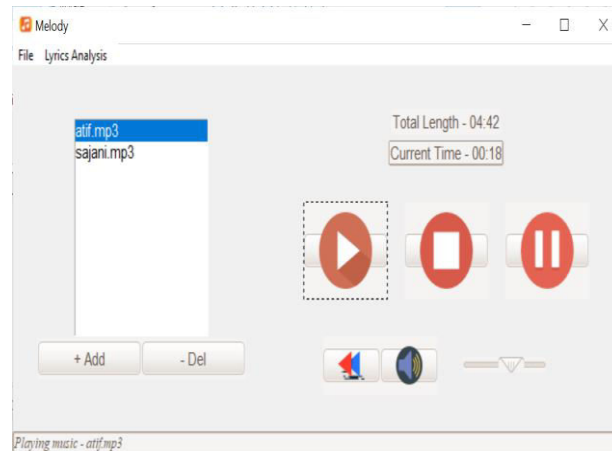 Melody
File Lyrics Analysis
atif.mp3
sajani.mp3
Total Length - 04:42
Current Time - 00:18
+ Add
- Del
Playing music - atif.mp3